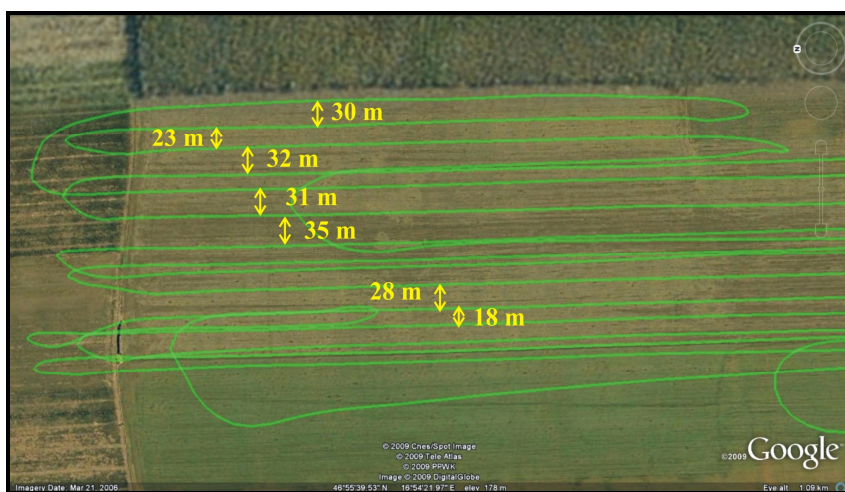 N
30 m
23 m
32 m
31 m
35 m
28 m
18 m
© 2009 Cnes/Spot Image
© 2009 Tele Atlas
© 2009 PPWK
Image © 2009 DigitalGlobe
©2009 Google™
Imagery Date: Mar 21, 2006 46°55'39.53" N 16°54'21.97" E elev 178 m Eye alt 1.09 km